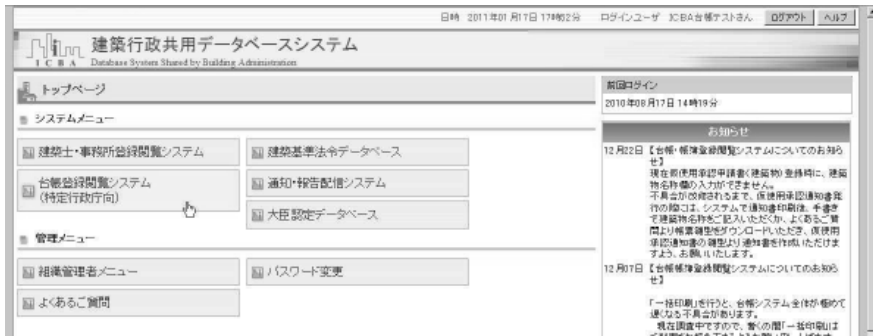 日時 2011年01月17日 17時02分 ログインユーザ ICBA台帳テストさん ログアウト ヘルプ
建築行政共用データベースシステム
ICBA Database System Shared by Building Administration
トップページ
システムメニュー
建築士・事務所登録閲覧システム
建築基準法令データベース
台帳登録閲覧システム
(特定行政庁向)
通知・報告配信システム
大臣認定データベース
管理メニュー
組織管理者メニュー
パスワード変更
よくあるご質問
前回ログイン
2010年08月17日 14時19分
お知らせ
12月22日 【台帳・帳簿登録閲覧システムについてのお知ら
せ】
現在仮使用承認申請書(建築物)登録時に、建築
物名称欄の入力ができません。
不具合が改修されるまで、仮使用承認通知書発
行の際には、システムで通知書印刷後、手書き
で建築物名称をご記入いただくか、よくあるご質
問より帳票雛型をダウンロードいただき、仮使用
承認通知書の雛型より通知書を作成いただけま
すよう、お願いいたします。
12月07日 【台帳帳簿登録閲覧システムについてのお知ら
せ】
「一括印刷」を行うと、台帳システム全体が極めて
遅くなる不具合があります。
現在調査中ですので、暫くの間「一括印刷」は